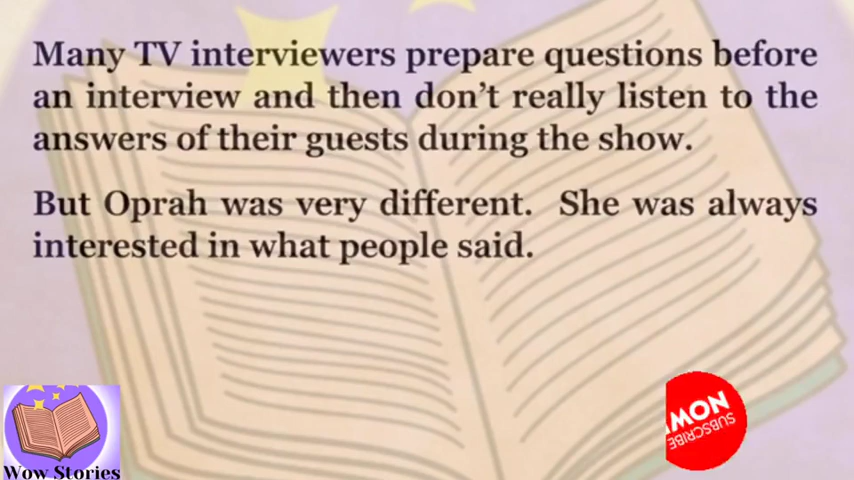 Many TV interviewers prepare questions before
an interview and then don't really listen to the
answers of their guests during the show.
But Oprah was very different. She was always
interested in what people said.
Wow Stories
NOW
SUBSCRIBE